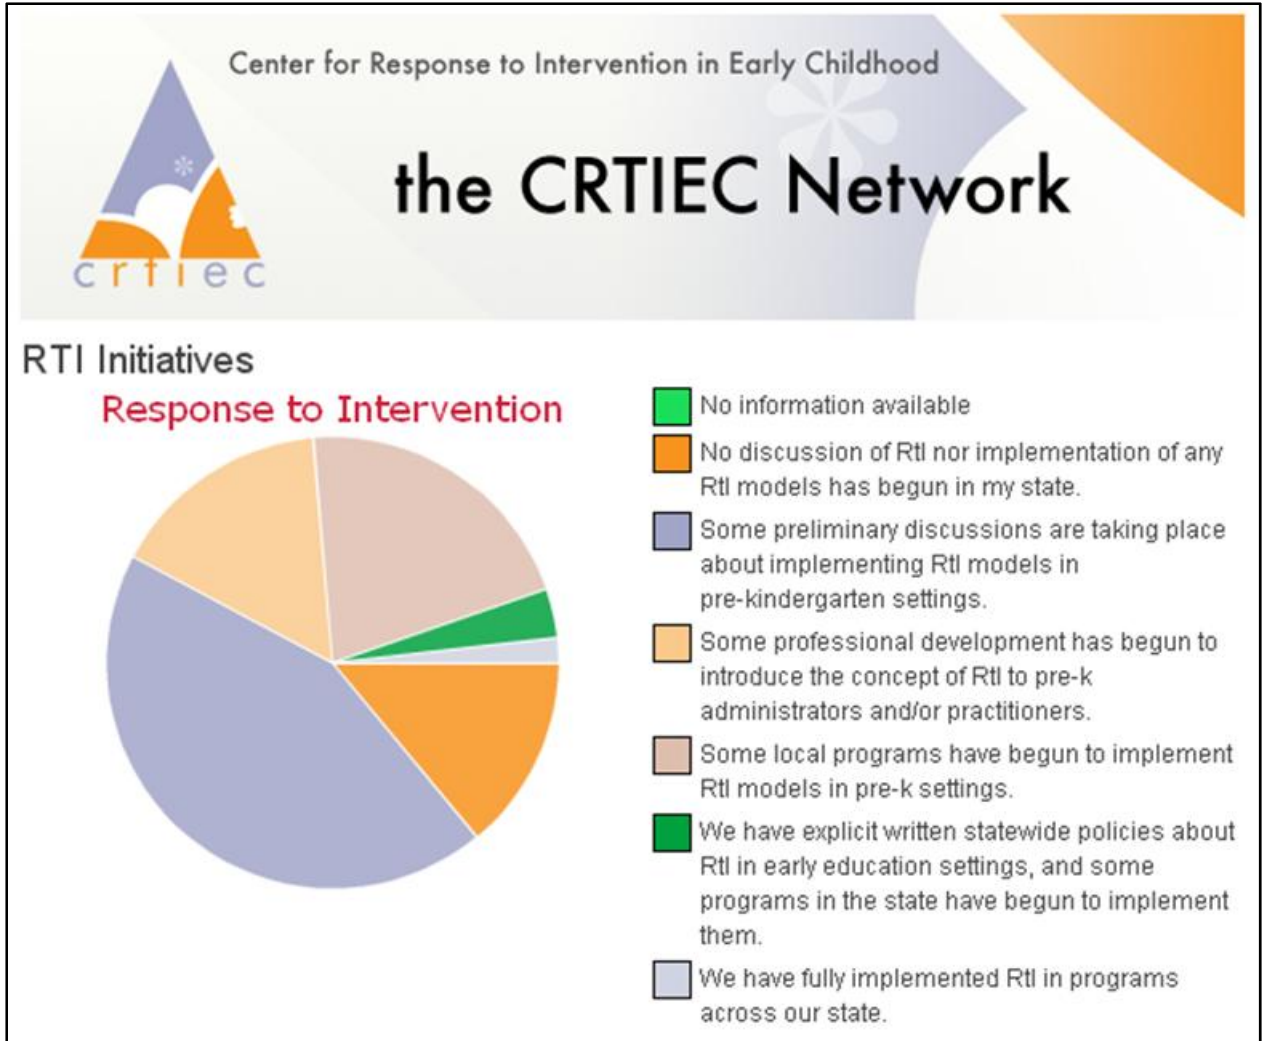 Center for Response to Intervention in Early Childhood
the CRTIEC Network
crtiec
RTI Initiatives
Response to Intervention
No information available
No discussion of RtI nor implementation of any
RtI models has begun in my state.
Some preliminary discussions are taking place
about implementing RtI models in
pre-kindergarten settings.
Some professional development has begun to
introduce the concept of RtI to pre-k
administrators and/or practitioners.
Some local programs have begun to implement
RtI models in pre-k settings.
We have explicit written statewide policies about
RtI in early education settings, and some
programs in the state have begun to implement
them.
We have fully implemented RtI in programs
across our state.